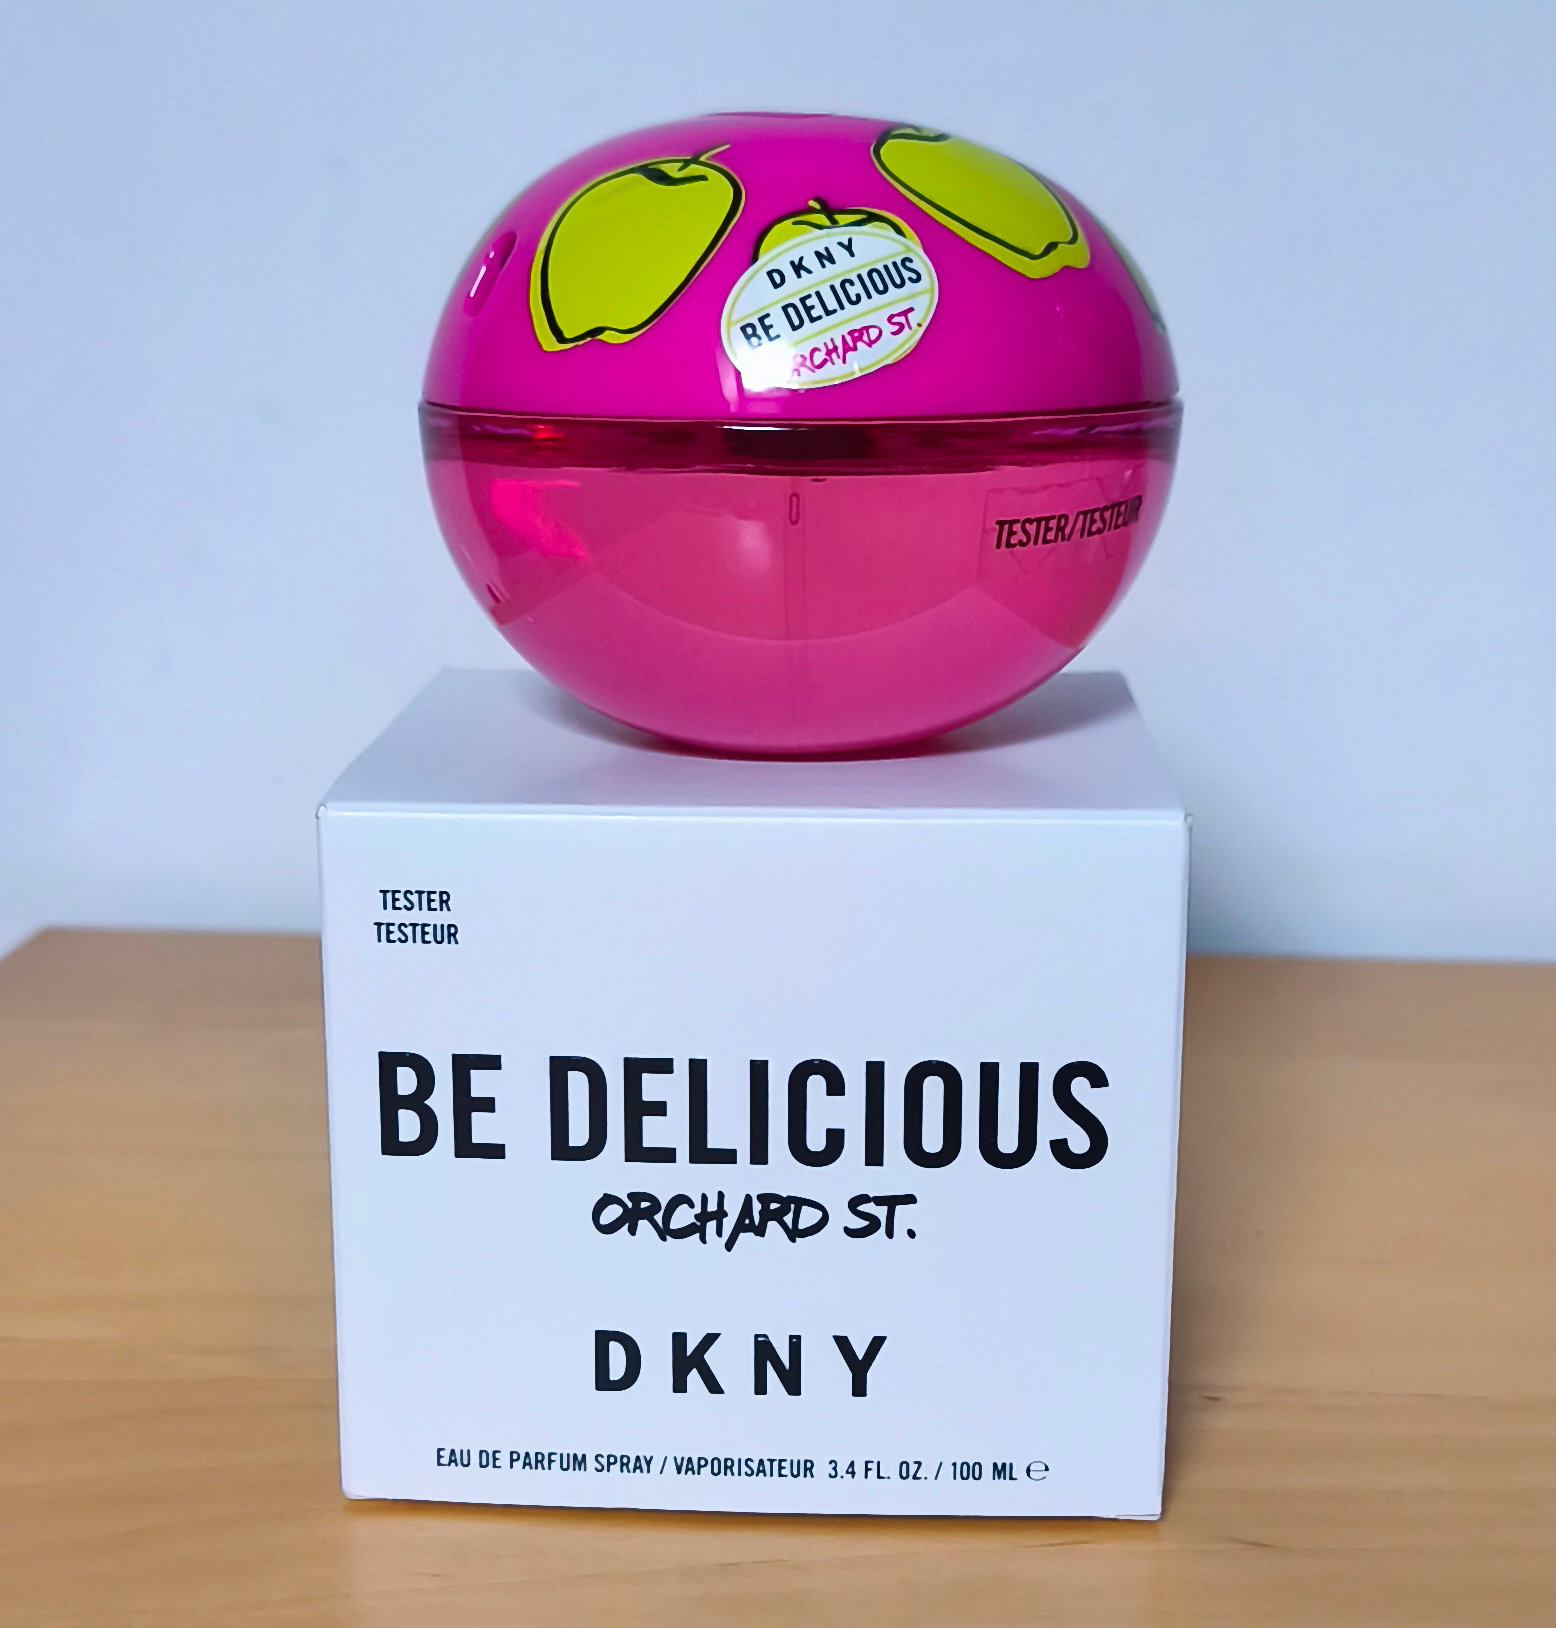 DKNY
BE DELICIOUS
ORCHARD ST.
TESTER/TESTEUR
TESTER
TESTEUR
BE DELICIOUS
ORCHARD ST.
DKNY
EAU DE PARFUM SPRAY / VAPORISATEUR 3.4 FL. OZ. / 100 ML ℮